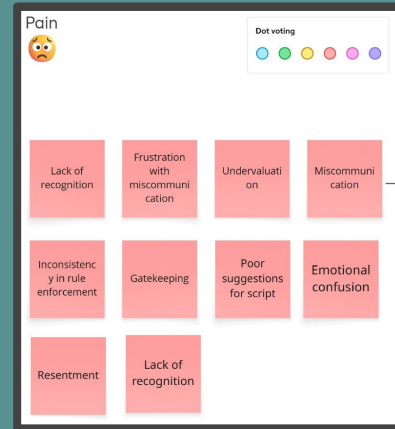 Pain
Dot voting
Lack of
recognition
Frustration
with
miscommuni
cation
Undervaluati
on
Miscommuni
cation
Inconsistenc
y in rule
enforcement
Gatekeeping
Poor
suggestions
for script
Emotional
confusion
Resentment
Lack of
recognition